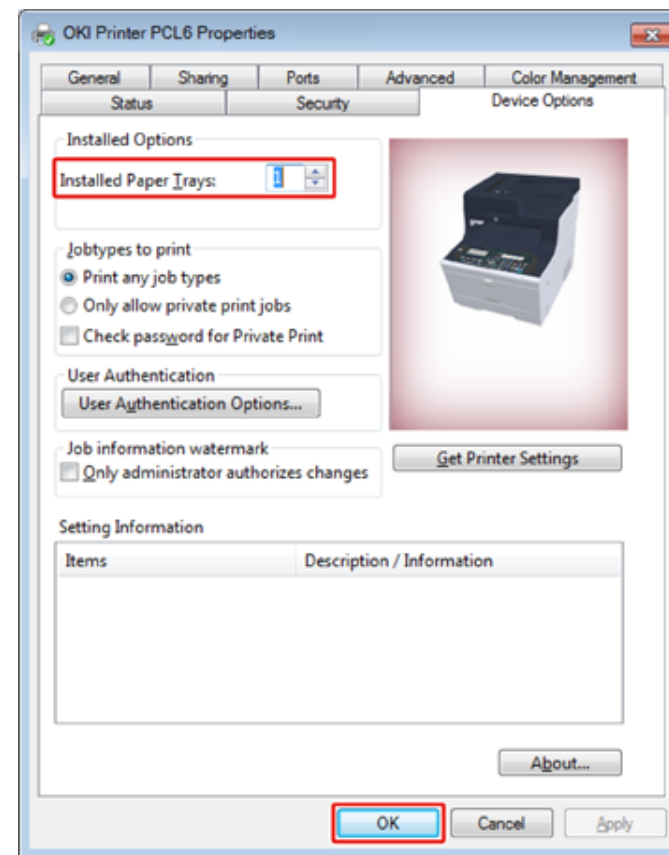 OKI Printer PCL6 Properties
General Sharing Ports Advanced Color Management
Status Security Device Options
Installed Options
Installed Paper Trays: 1
Jobtypes to print
Print any job types
Only allow private print jobs
Check password for Private Print
User Authentication
User Authentication Options...
Job information watermark
Only administrator authorizes changes
Get Printer Settings
Setting Information
Items Description / Information
About...
OK Cancel Apply